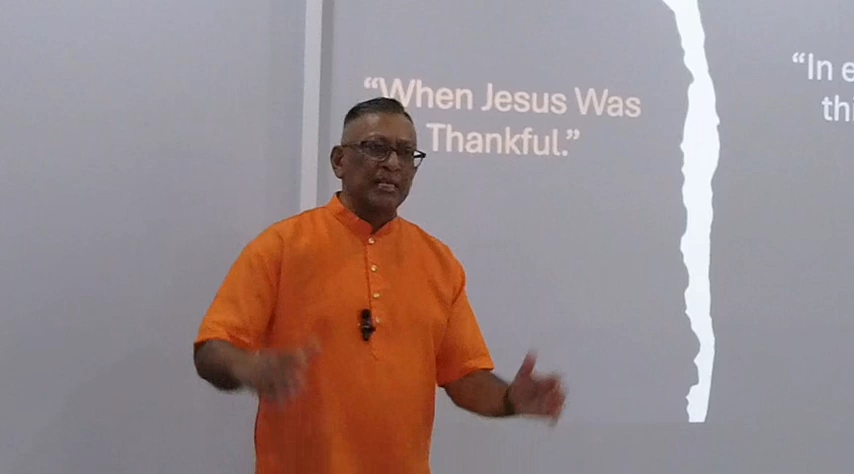 “When Jesus Was
Thankful.”
“In e
thi